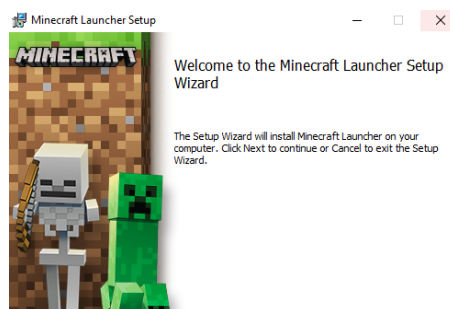 Minecraft Launcher Setup
MINECRAFT
Welcome to the Minecraft Launcher Setup
Wizard
The Setup Wizard will install Minecraft Launcher on your
computer. Click Next to continue or Cancel to exit the Setup
Wizard.